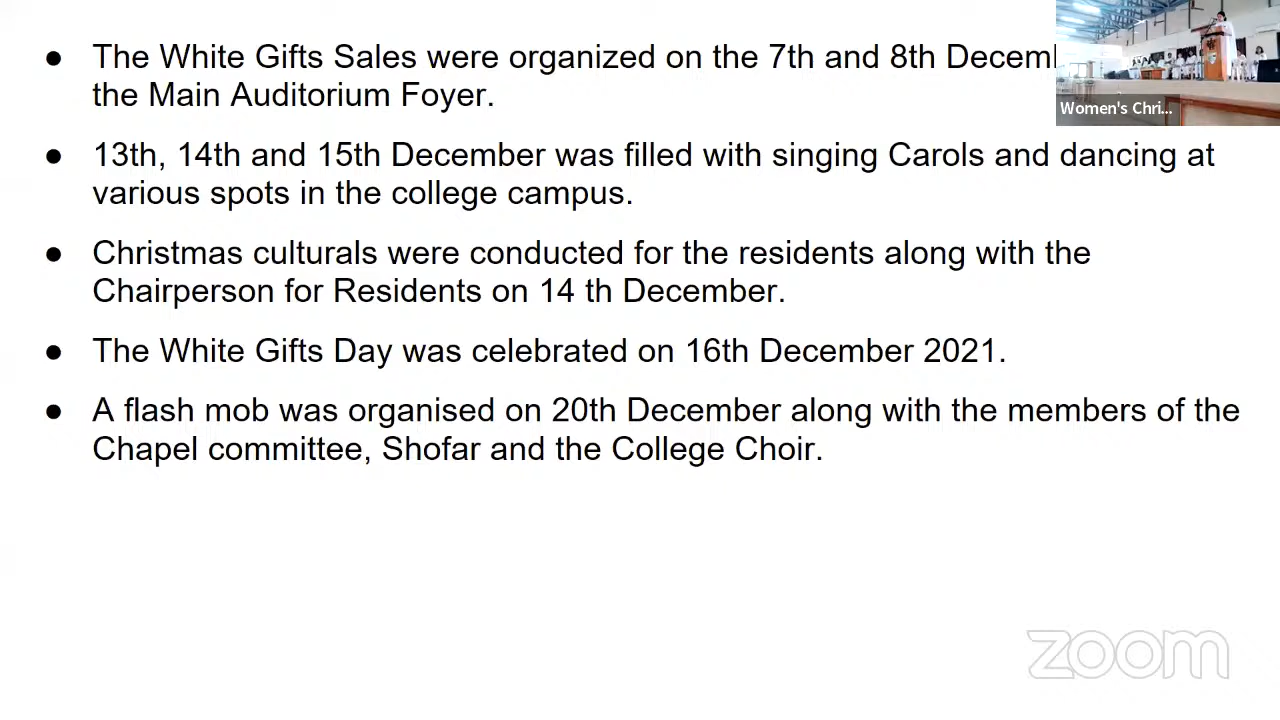 ● The White Gifts Sales were organized on the 7th and 8th
the Main Auditorium Foyer.
● 13th, 14th and 15th December was filled with singing Carols and dancing at
various spots in the college campus.
● Christmas culturals were conducted for the residents along with the
Chairperson for Residents on 14 th December.
● The White Gifts Day was celebrated on 16th December 2021.
● A flash mob was organised on 20th December along with the members of the
Chapel committee, Shofar and the College Choir.
Women's Chri...
zoom